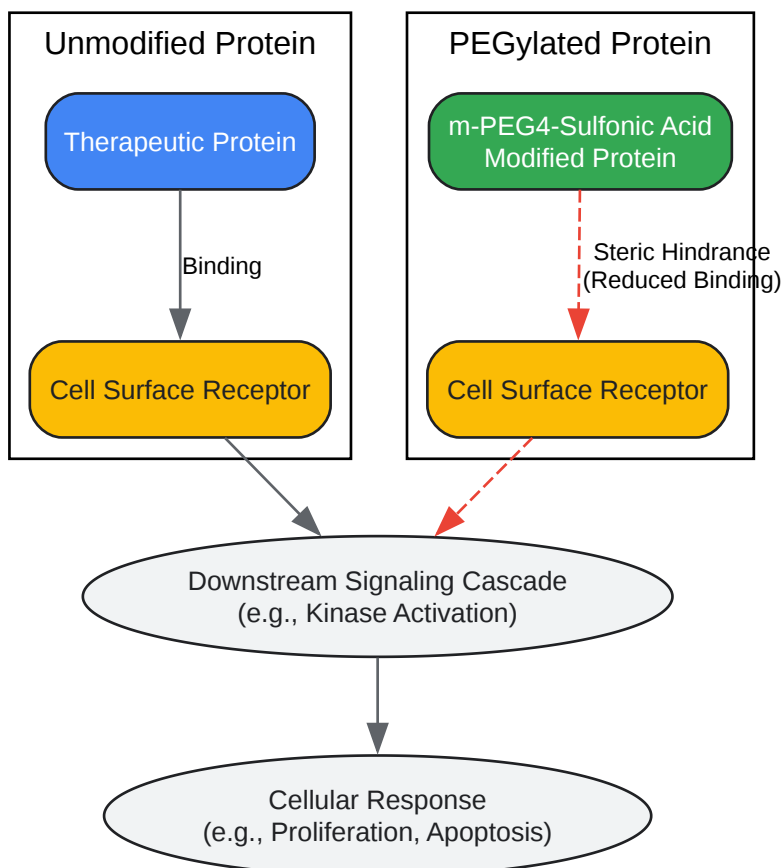 Unmodified Protein
Therapeutic Protein
Binding
Cell Surface Receptor
PEGylated Protein
m-PEG4-Sulfonic Acid
Modified Protein
Steric Hindrance
(Reduced Binding)
Cell Surface Receptor
Downstream Signaling Cascade
(e.g., Kinase Activation)
Cellular Response
(e.g., Proliferation, Apoptosis)